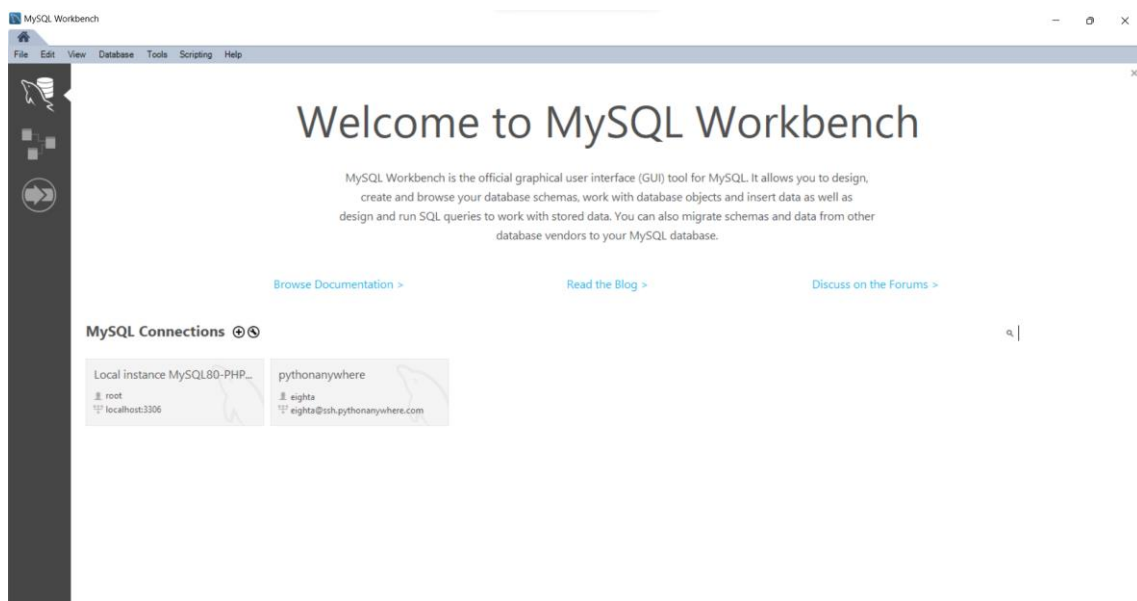 MySQL Workbench
File Edit View Database Tools Scripting Help
Welcome to MySQL Workbench
MySQL Workbench is the official graphical user interface (GUI) tool for MySQL. It allows you to design,
create and browse your database schemas, work with database objects and insert data as well as
design and run SQL queries to work with stored data. You can also migrate schemas and data from other
database vendors to your MySQL database.
Browse Documentation > Read the Blog > Discuss on the Forums >
MySQL Connections
Local instance MySQL80-PHP...
root
localhost:3306
pythonanywhere
eighta
eighta@ssh.pythonanywhere.com